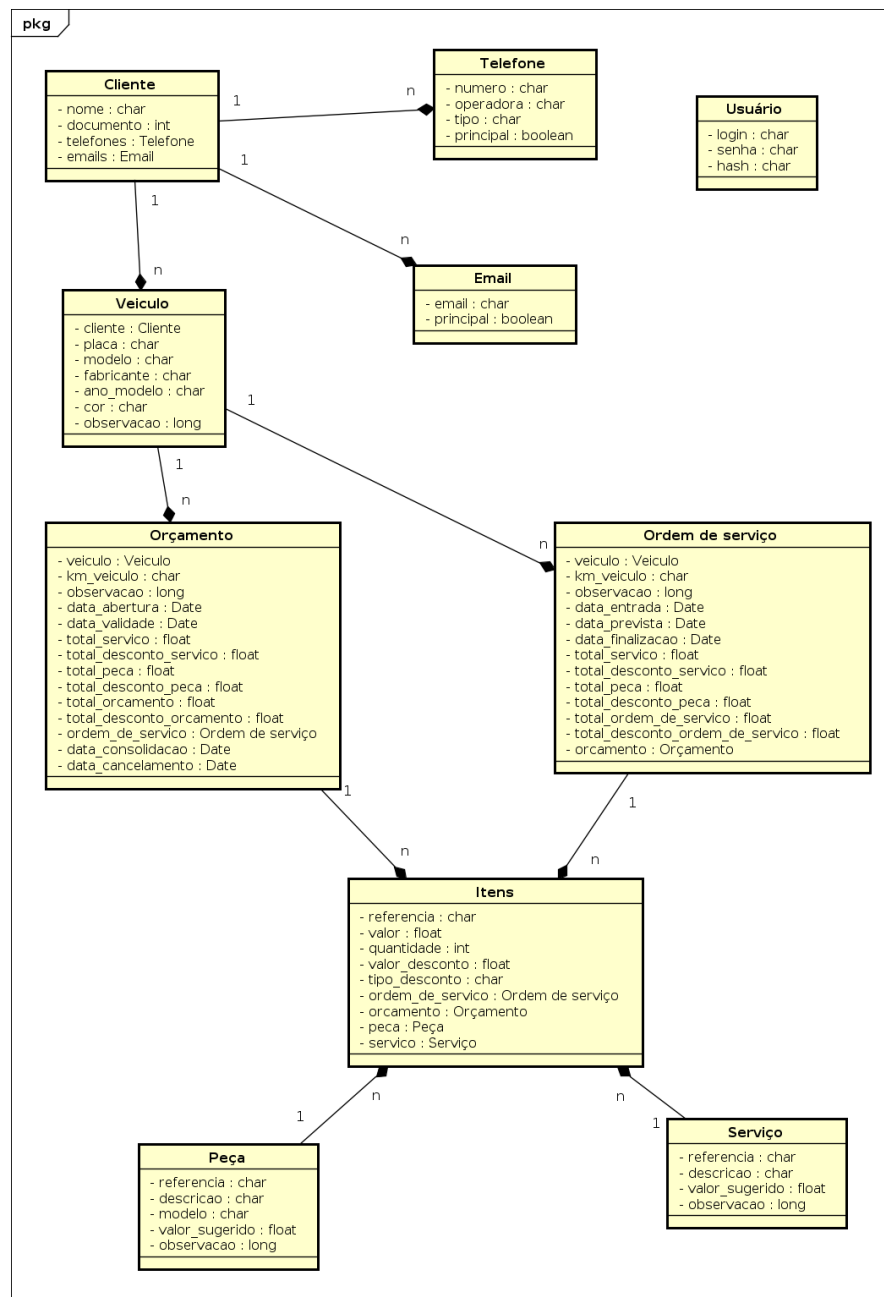 pkg
Cliente
- nome : char
- documento : int
- telefones : Telefone
- emails : Email
1
n
Telefone
- numero : char
- operadora : char
- tipo : char
- principal : boolean
Usuário
- login : char
- senha : char
- hash : char
1
1
n
n
Email
- email : char
- principal : boolean
Veiculo
- cliente : Cliente
- placa : char
- modelo : char
- fabricante : char
- ano_modelo : char
- cor : char
- observacao : long
1
1
n
n
Orçamento
- veiculo : Veiculo
- km_veiculo : char
- observacao : long
- data_abertura : Date
- data_validade : Date
- total_servico : float
- total_desconto_servico : float
- total_peca : float
- total_desconto_peca : float
- total_orcamento : float
- total_desconto_orcamento : float
- ordem_de_servico : Ordem de serviço
- data_consolidacao : Date
- data_cancelamento : Date
Ordem de serviço
- veiculo : Veiculo
- km_veiculo : char
- observacao : long
- data_entrada : Date
- data_prevista : Date
- data_finalizacao : Date
- total_servico : float
- total_desconto_servico : float
- total_peca : float
- total_desconto_peca : float
- total_ordem_de_servico : float
- total_desconto_ordem_de_servico : float
- orcamento : Orçamento
1
1
n
n
Itens
- referencia : char
- valor : float
- quantidade : int
- valor_desconto : float
- tipo_desconto : char
- ordem_de_servico : Ordem de serviço
- orcamento : Orçamento
- peca : Peça
- servico : Serviço
n
n
1
1
Peça
- referencia : char
- descricao : char
- modelo : char
- valor_sugerido : float
- observacao : long
Serviço
- referencia : char
- descricao : char
- valor_sugerido : float
- observacao : long